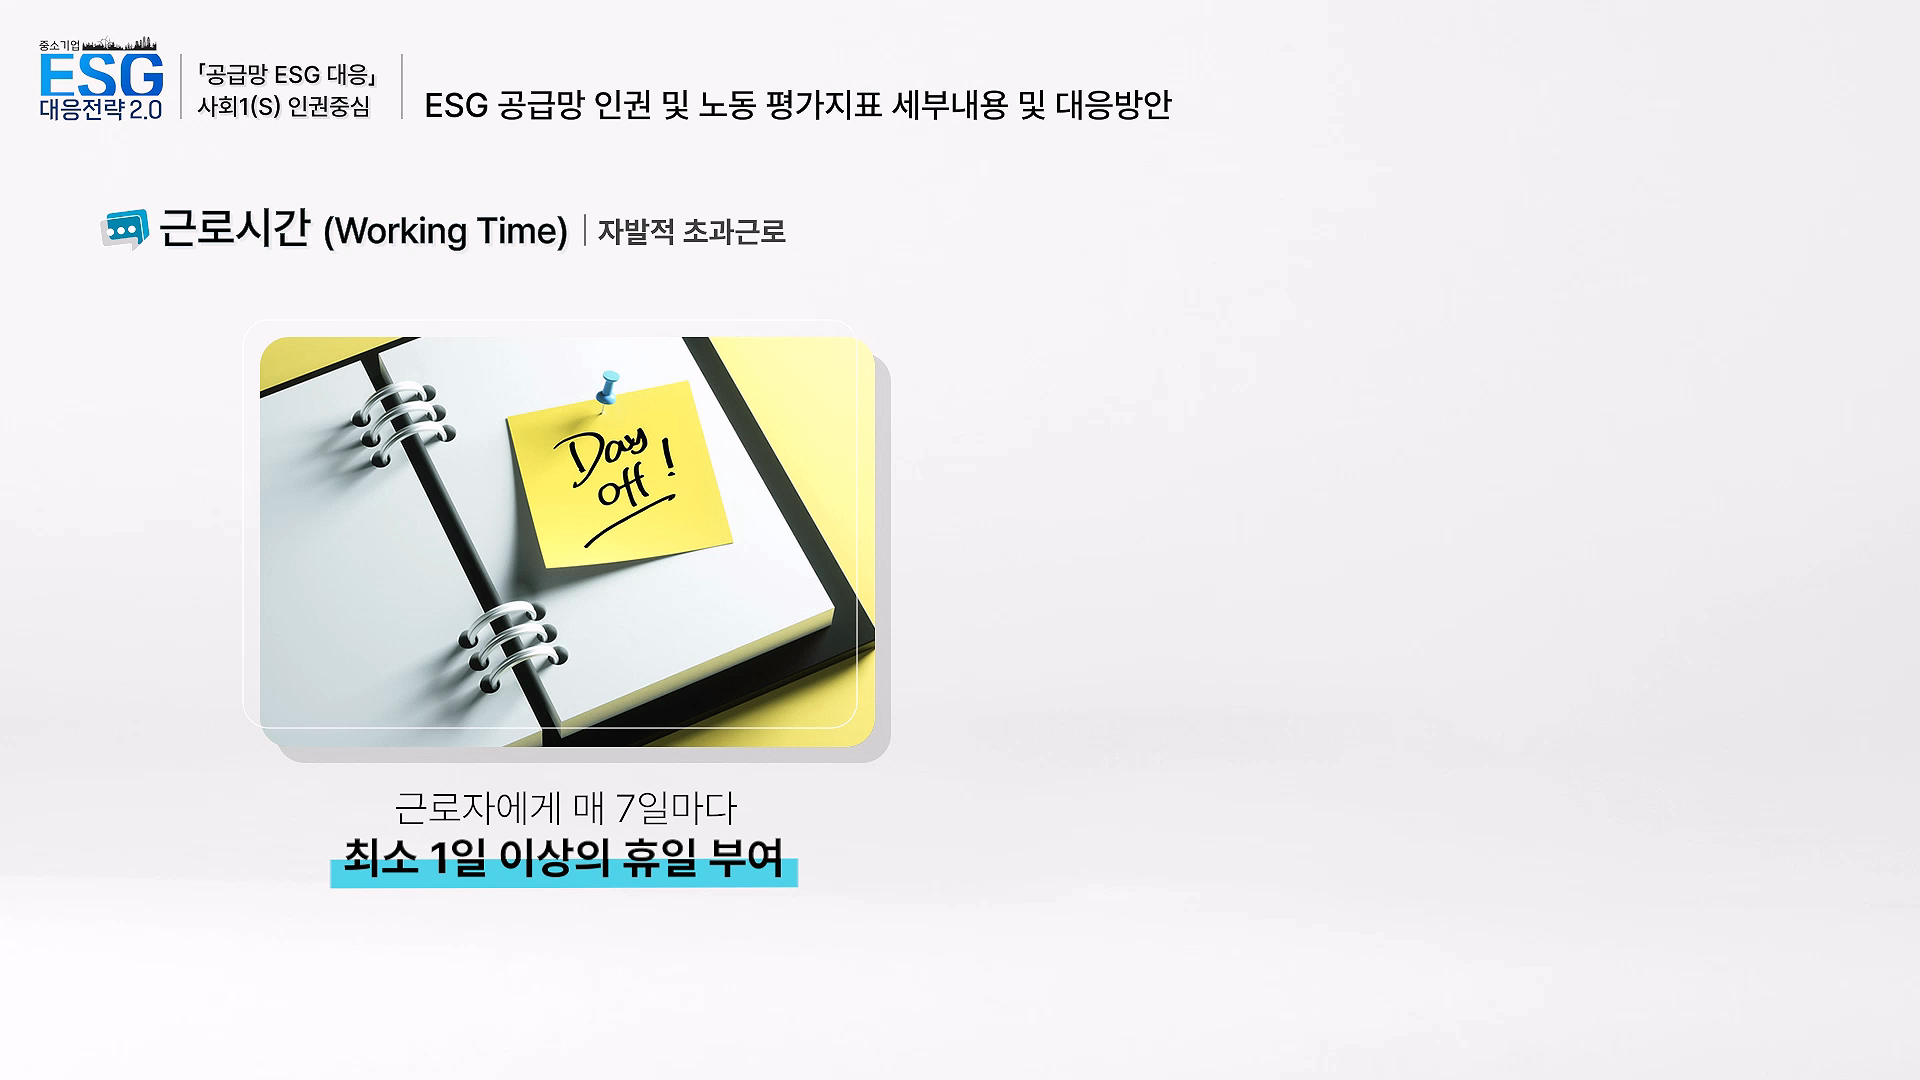 중소기업
ESG
대응전략 2.0
「공급망 ESG 대응」
사회1(S) 인권중심
ESG 공급망 인권 및 노동 평가지표 세부내용 및 대응방안
근로시간 (Working Time) | 자발적 초과근로
Day
off!
근로자에게 매 7일마다
최소 1일 이상의 휴일 부여